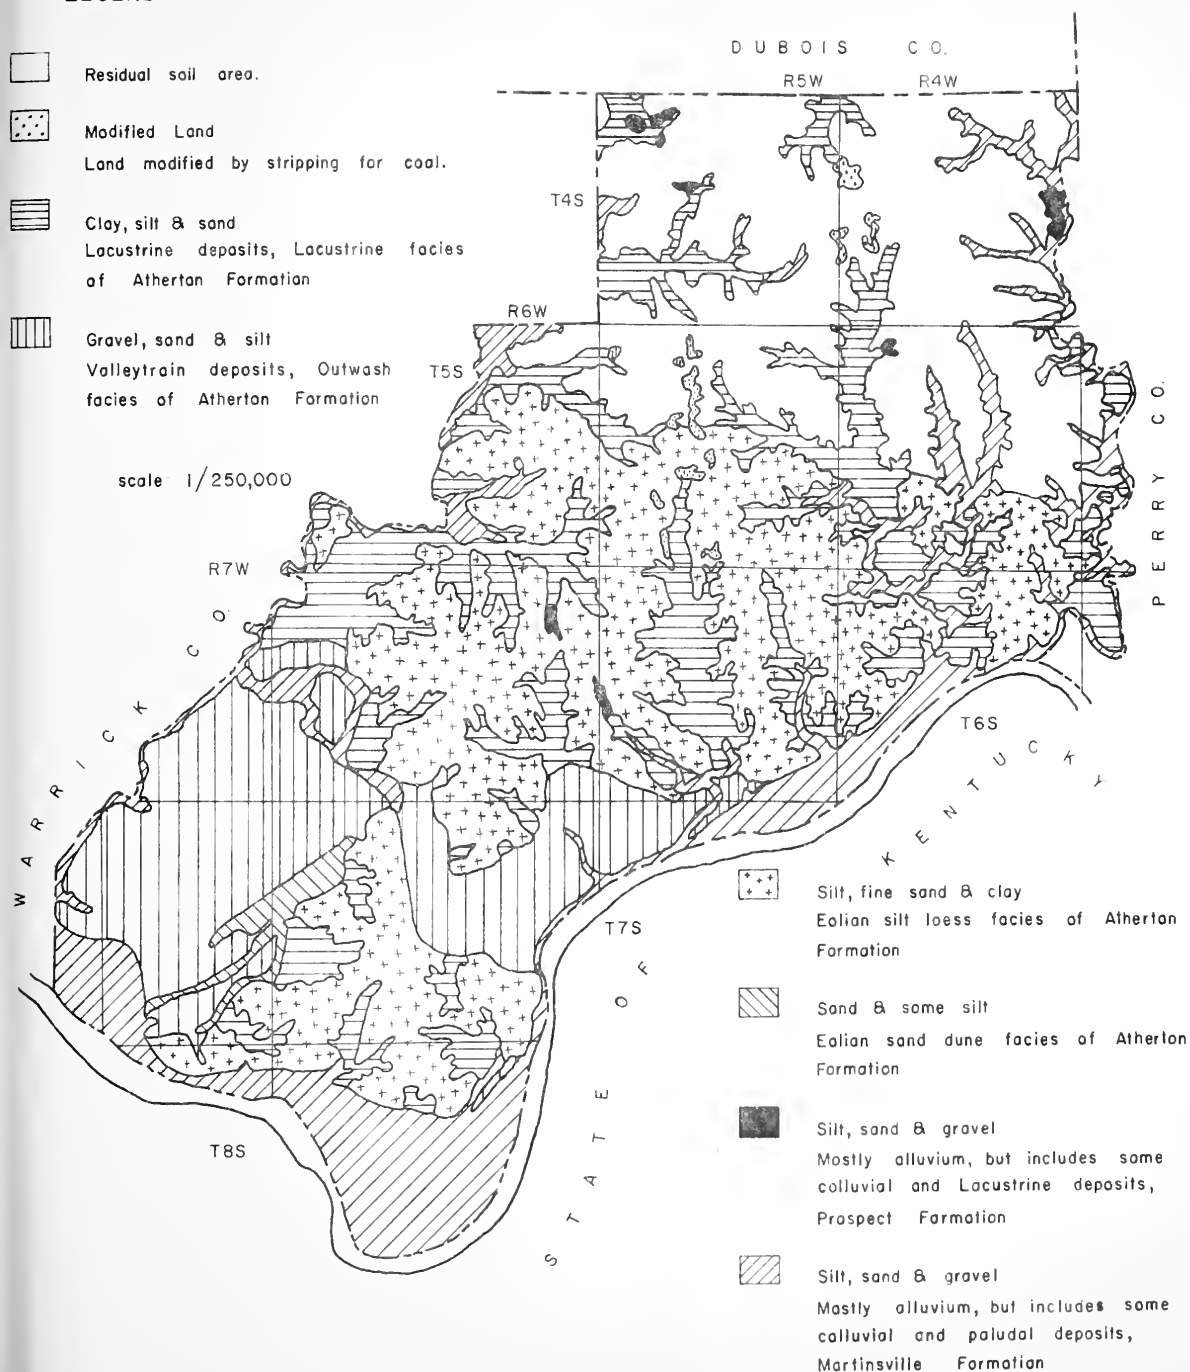 Residual soil area.
Modified Land
Land modified by stripping for coal.
Clay, silt & sand
Lacustrine deposits, Lacustrine facies
of Atherton Formation
Gravel, sand & silt
Valleytrain deposits, Outwash
facies of Atherton Formation
scale 1/250,000
DUBOIS CO.
R5W
R4W
T4S
R6W
T5S
R7W
PERRY CO.
WARRICK CO.
T6S
KENTUCKY
T7S
STATE OF
T8S
Silt, fine sand & clay
Eolian silt loess facies of Atherton
Formation
Sand & some silt
Eolian sand dune facies of Atherton
Formation
Silt, sand & gravel
Mostly alluvium, but includes some
colluvial and Lacustrine deposits,
Prospect Formation
Silt, sand & gravel
Mostly alluvium, but includes some
colluvial and paludal deposits,
Martinsville Formation